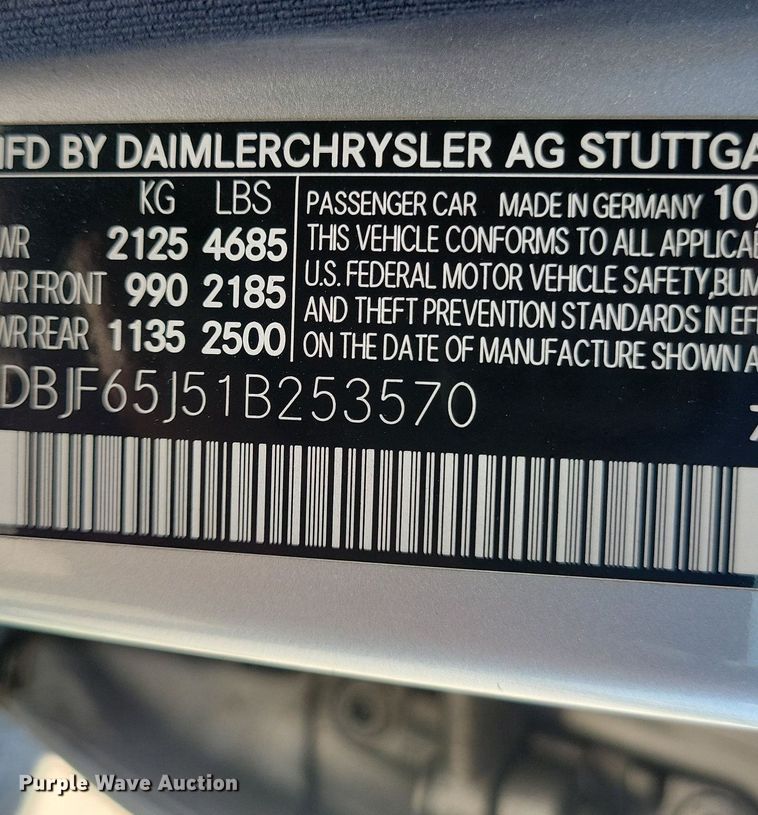 MFD BY DAIMLERCHRYSLER AG STUTTGA
KG LBS
WR 2125 4685
WR FRONT 990 2185
WR REAR 1135 2500
PASSENGER CAR MADE IN GERMANY 10
THIS VEHICLE CONFORMS TO ALL APPLICAB
U.S. FEDERAL MOTOR VEHICLE SAFETY,BUM
AND THEFT PREVENTION STANDARDS IN EFF
ON THE DATE OF MANUFACTURE SHOWN A
DBJF65J51B253570
Purple Wave Auction